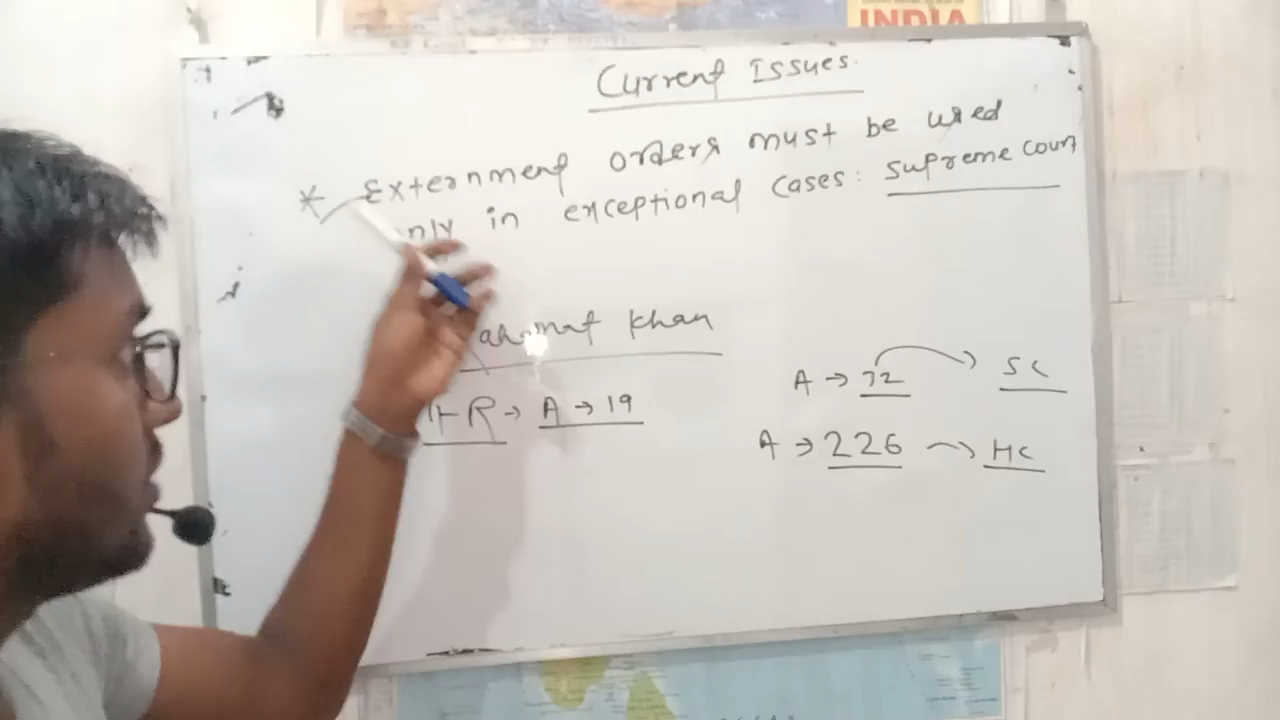 INDIA
Current Issues.
* Externment orders must be used
only in exceptional cases: Supreme Court
Rahmat Khan
FR → A → 19
A → 32 → SC
A → 226 → HC